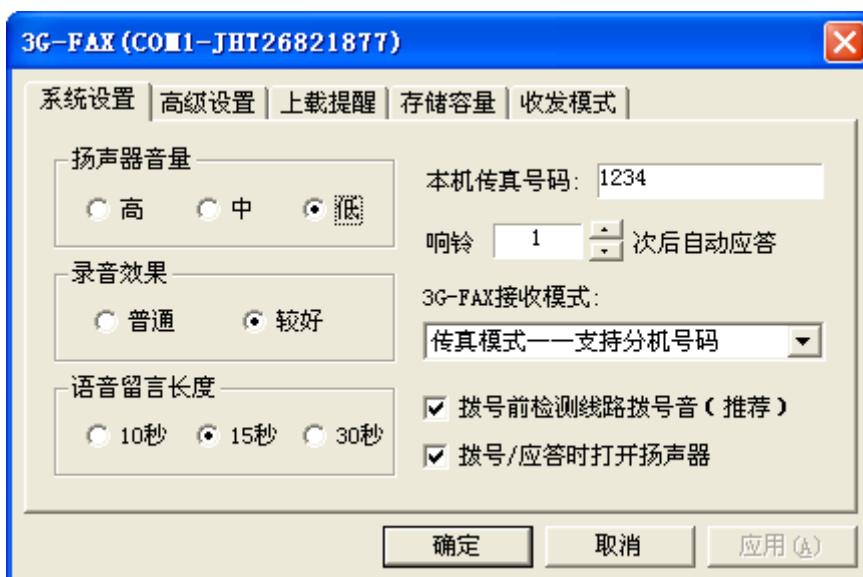 3G-FAX(COM1-JHT26821877)
系统设置 高级设置 上载提醒 存储容量 收发模式
扬声器音量
高 中 低
本机传真号码: 1234
响铃 1 次后自动应答
录音效果
普通 较好
3G-FAX接收模式:
传真模式——支持分机号码
语音留言长度
10秒 15秒 30秒
拨号前检测线路拨号音(推荐)
拨号/应答时打开扬声器
确定 取消 应用(A)